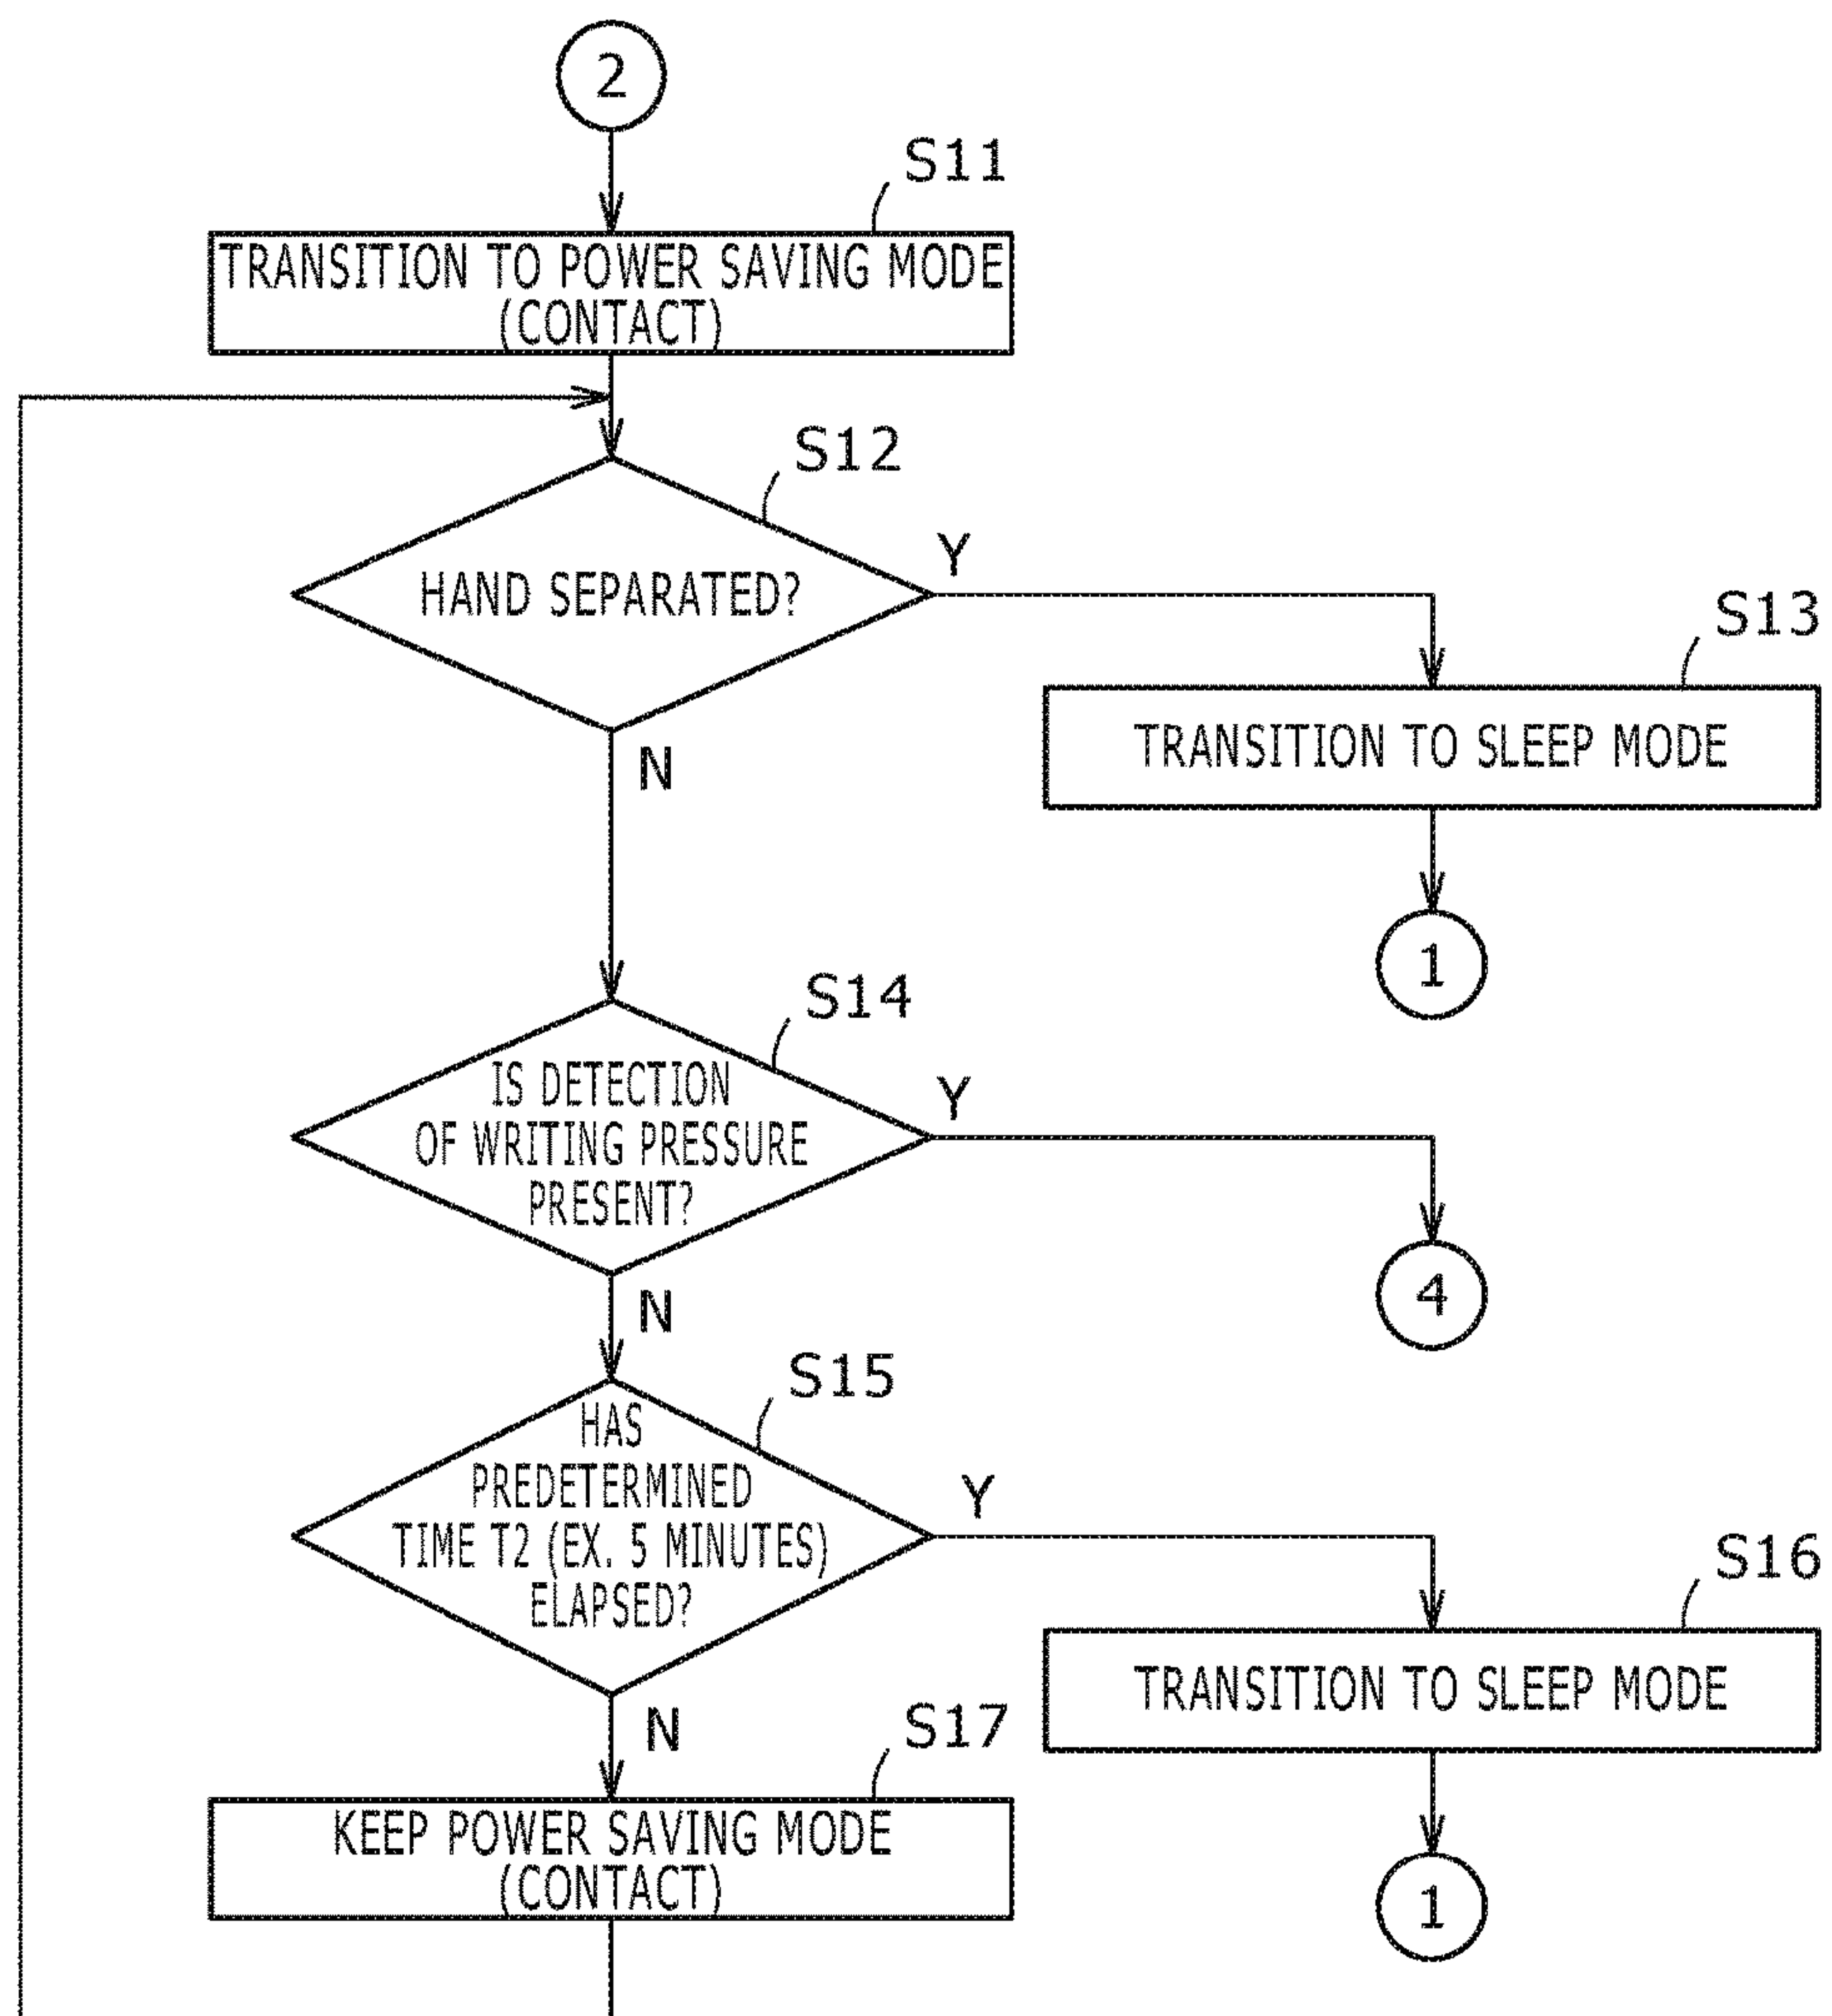 2
S11
TRANSITION TO POWER SAVING MODE
(CONTACT)
S12
HAND SEPARATED?
Y
N
S13
TRANSITION TO SLEEP MODE
1
S14
IS DETECTION
OF WRITING PRESSURE
PRESENT?
Y
4
N
S15
HAS
PREDETERMINED
TIME T2 (EX. 5 MINUTES)
ELAPSED?
Y
S16
TRANSITION TO SLEEP MODE
1
N
S17
KEEP POWER SAVING MODE
(CONTACT)